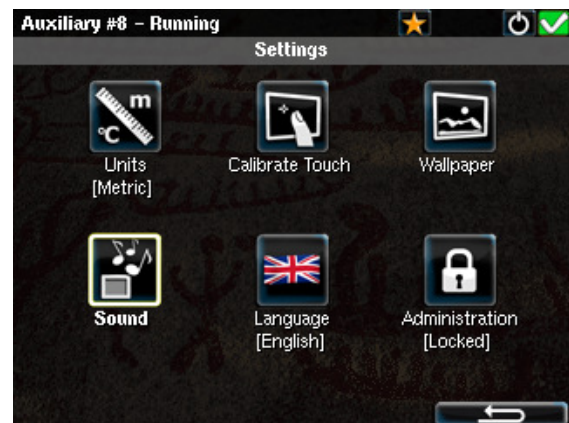 Auxiliary #8 – Running
Settings
m
°C
Units
[Metric]
Calibrate Touch
Wallpaper
Sound
Language
[English]
Administration
[Locked]